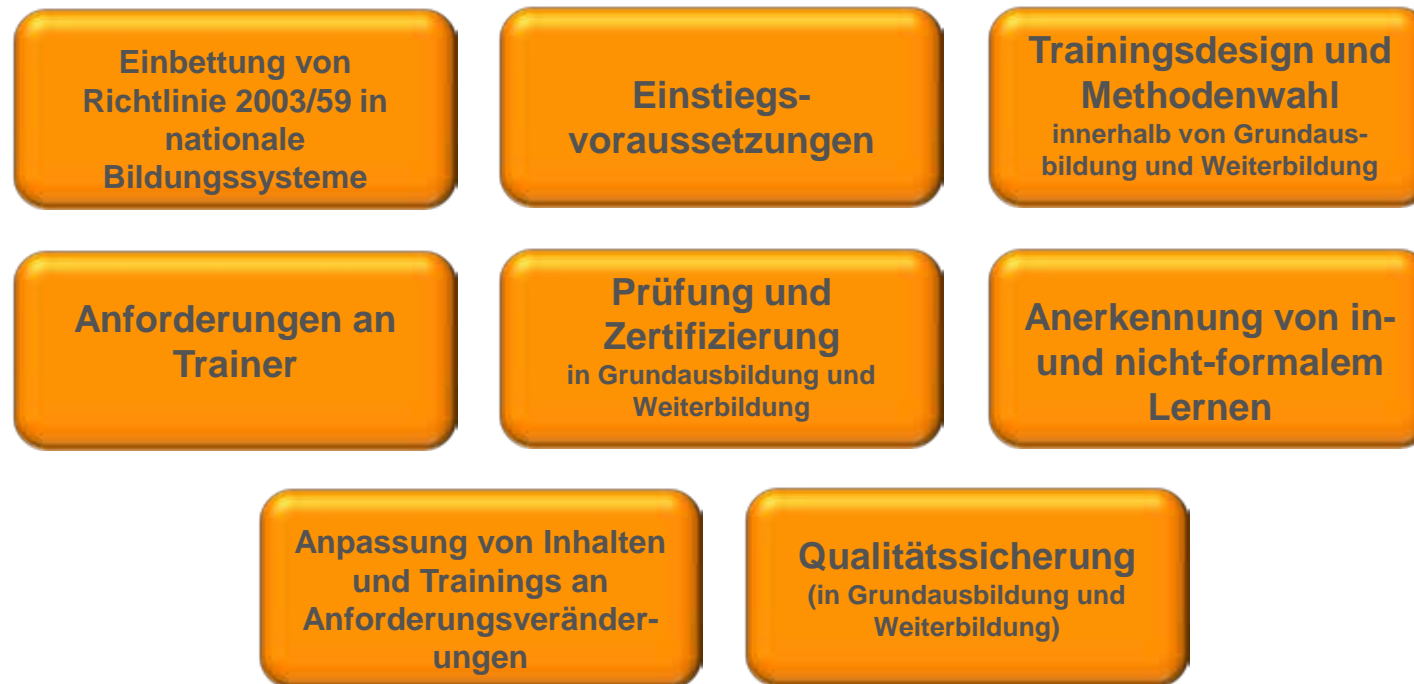 Einbettung von
Richtlinie 2003/59 in
nationale
Bildungssysteme
Einstiegs-
voraussetzungen
Trainingsdesign und
Methodenwahl
innerhalb von Grundaus-
bildung und Weiterbildung
Anforderungen an
Trainer
Prüfung und
Zertifizierung
in Grundausbildung und
Weiterbildung
Anerkennung von in-
und nicht-formalem
Lernen
Anpassung von Inhalten
und Trainings an
Anforderungsveränder-
ungen
Qualitätssicherung
(in Grundausbildung und
Weiterbildung)